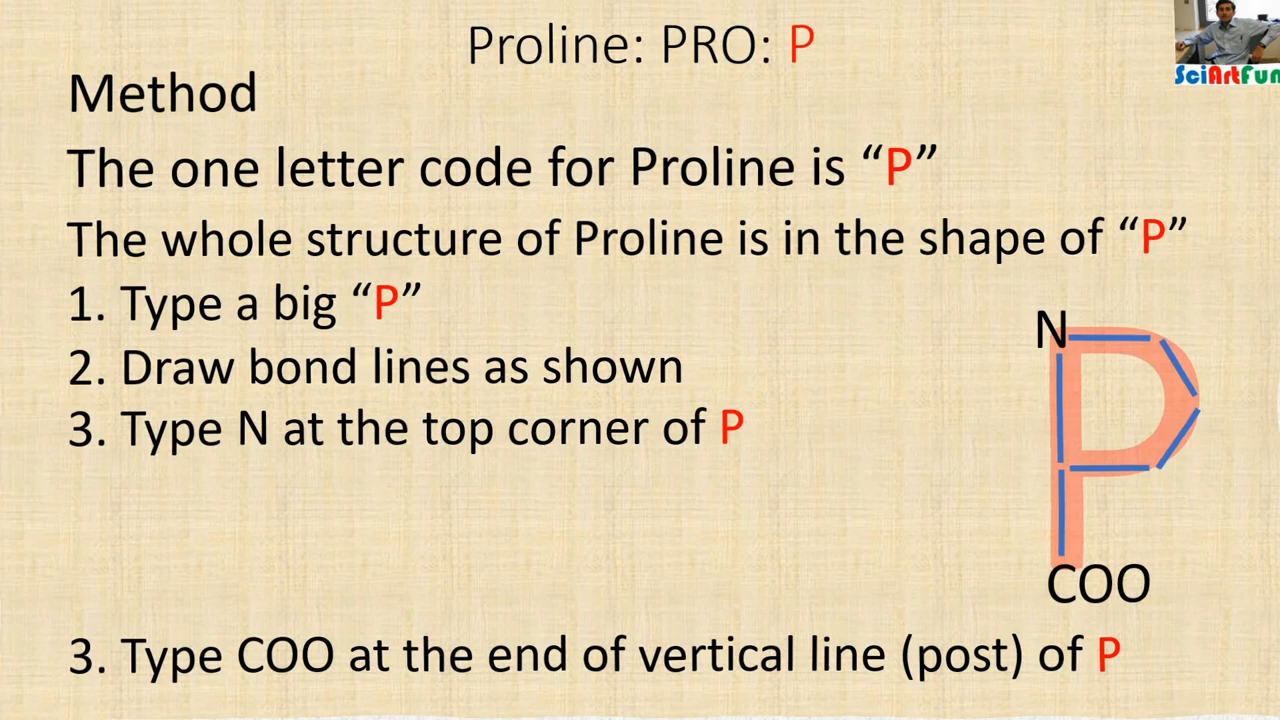 Proline: PRO: P
SciArtFun
Method
The one letter code for Proline is “P”
The whole structure of Proline is in the shape of “P”
1. Type a big “P”
2. Draw bond lines as shown
3. Type N at the top corner of P
N
P
COO
3. Type COO at the end of vertical line (post) of P